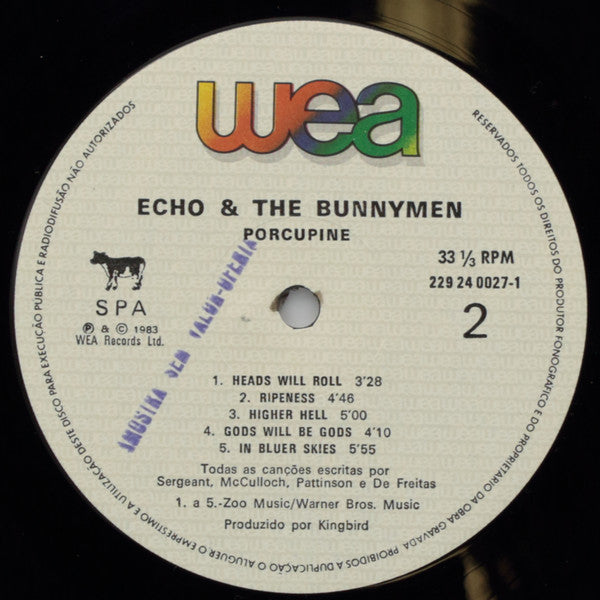 wea
ECHO & THE BUNNYMEN
PORCUPINE
33 ⅓ RPM
229 24 0027-1
2
SPA
℗ & © 1983
WEA Records Ltd.
AMOSTRA SEM VALOR-OFERTA
1. HEADS WILL ROLL 3'28
2. RIPENESS 4'46
3. HIGHER HELL 5'00
4. GODS WILL BE GODS 4'10
5. IN BLUER SKIES 5'55
Todas as canções escritas por
Sergeant, McCulloch, Pattinson e De Freitas
1. a 5.-Zoo Music/Warner Bros. Music
Produzido por Kingbird
RESERVADOS TODOS OS DIREITOS DO PRODUTOR FONOGRÁFICO E DO PROPRIETÁRIO DA OBRA GRAVADA. PROIBIDOS A DUPLICAÇÃO O ALUGUER O EMPRÉSTIMO E A UTILIZAÇÃO DESTE DISCO PARA EXECUÇÃO PUBLICA E RADIODIFUSÃO NÃO AUTORIZADOS